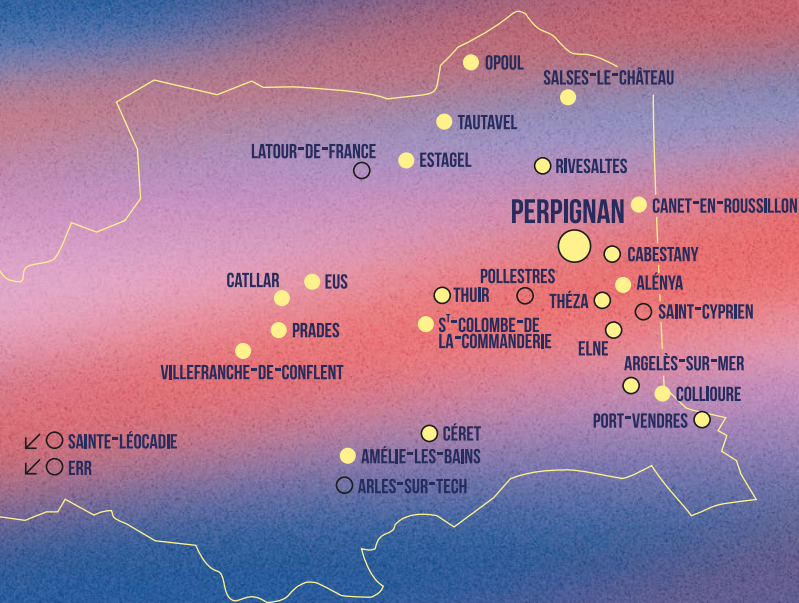 OPOUL
SALSES-LE-CHÂTEAU
TAUTAVEL
LATOUR-DE-FRANCE
ESTAGEL
RIVESALTES
PERPIGNAN
CANET-EN-ROUSSILLON
CABESTANY
POLLESTRES
CATLLAR
EUS
ALÉNYA
THUIR
THÉZA
SAINT-CYPRIEN
PRADES
ST-COLOMBE-DE
LA-COMMANDERIE
ELNE
ARGELÈS-SUR-MER
VILLEFRANCHE-DE-CONFLENT
COLLIOURE
PORT-VENDRES
CÉRET
SAINTE-LÉOCADIE
AMÉLIE-LES-BAINS
ERR
ARLES-SUR-TECH